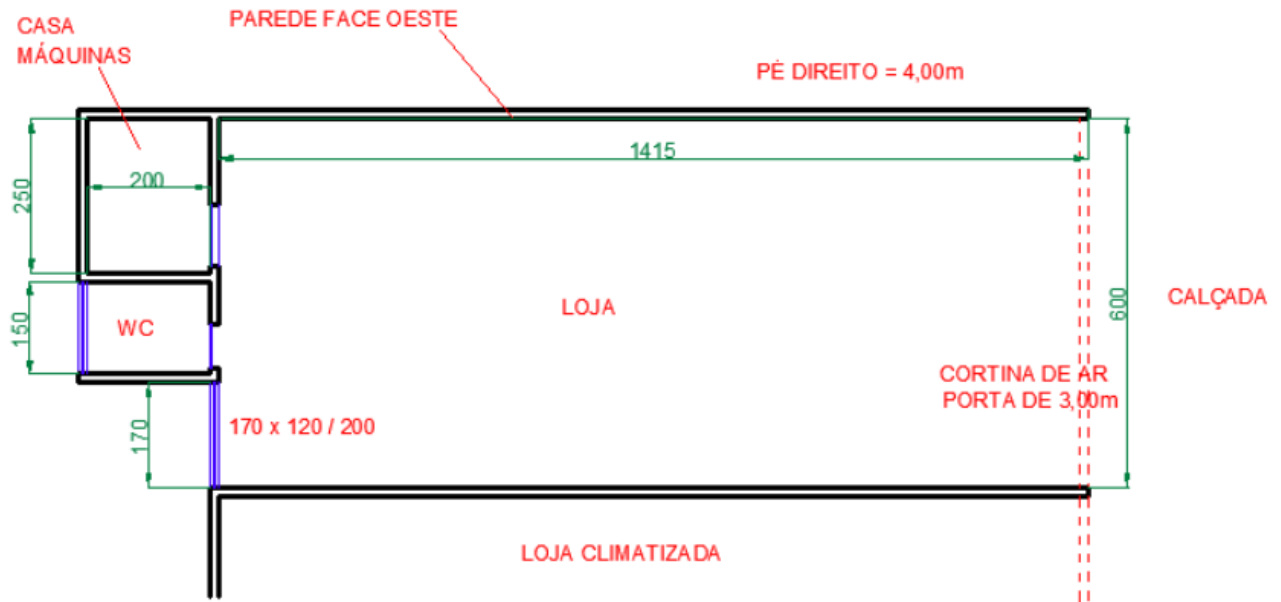 CASA
MÁQUINAS
PAREDE FACE OESTE
PÉ DIREITO = 4,00m
1415
200
250
600
CALÇADA
LOJA
WC
150
CORTINA DE AR
PORTA DE 3,00m
170
170 x 120 / 200
LOJA CLIMATIZADA